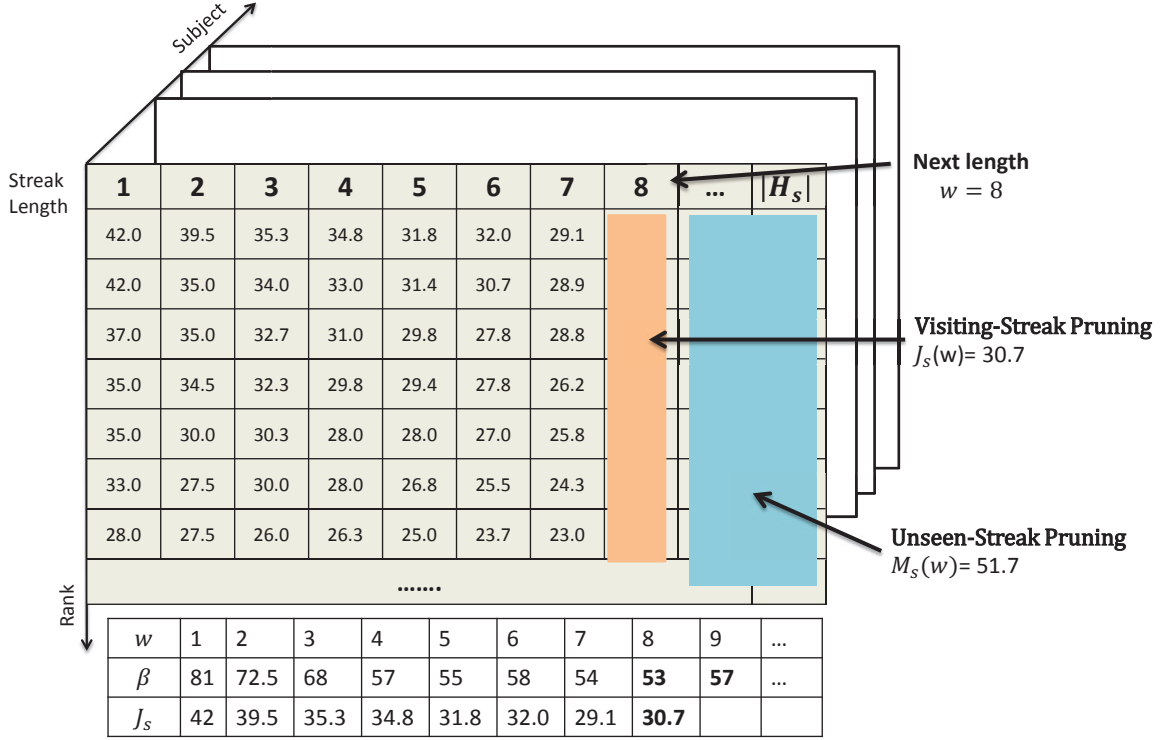 Subject
Streak
Length
1 2 3 4 5 6 7 8 ... |H_s|
Next length
w = 8
42.0 39.5 35.3 34.8 31.8 32.0 29.1
42.0 35.0 34.0 33.0 31.4 30.7 28.9
37.0 35.0 32.7 31.0 29.8 27.8 28.8
Visiting-Streak Pruning
J_s(w)= 30.7
35.0 34.5 32.3 29.8 29.4 27.8 26.2
35.0 30.0 30.3 28.0 28.0 27.0 25.8
33.0 27.5 30.0 28.0 26.8 25.5 24.3
28.0 27.5 26.0 26.3 25.0 23.7 23.0
Unseen-Streak Pruning
M_s(w)= 51.7
.......
Rank
w 1 2 3 4 5 6 7 8 9 ...
β 81 72.5 68 57 55 58 54 53 57 ...
J_s 42 39.5 35.3 34.8 31.8 32.0 29.1 30.7